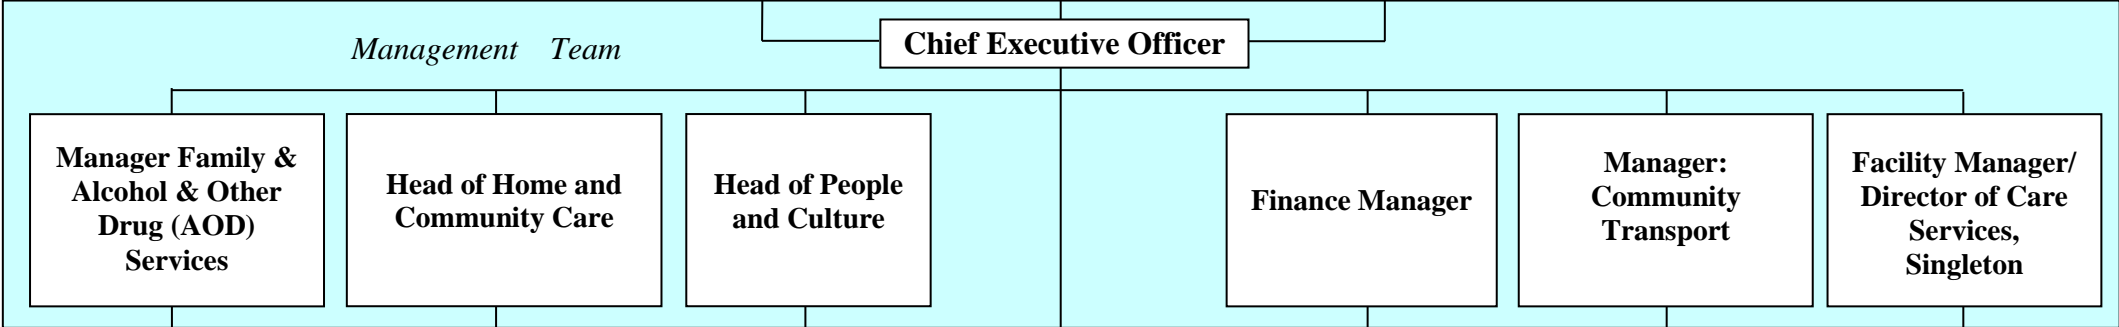 Management Team
Chief Executive Officer
Manager Family &
Alcohol & Other
Drug (AOD)
Services
Head of Home and
Community Care
Head of People
and Culture
Finance Manager
Manager:
Community
Transport
Facility Manager/
Director of Care
Services,
Singleton